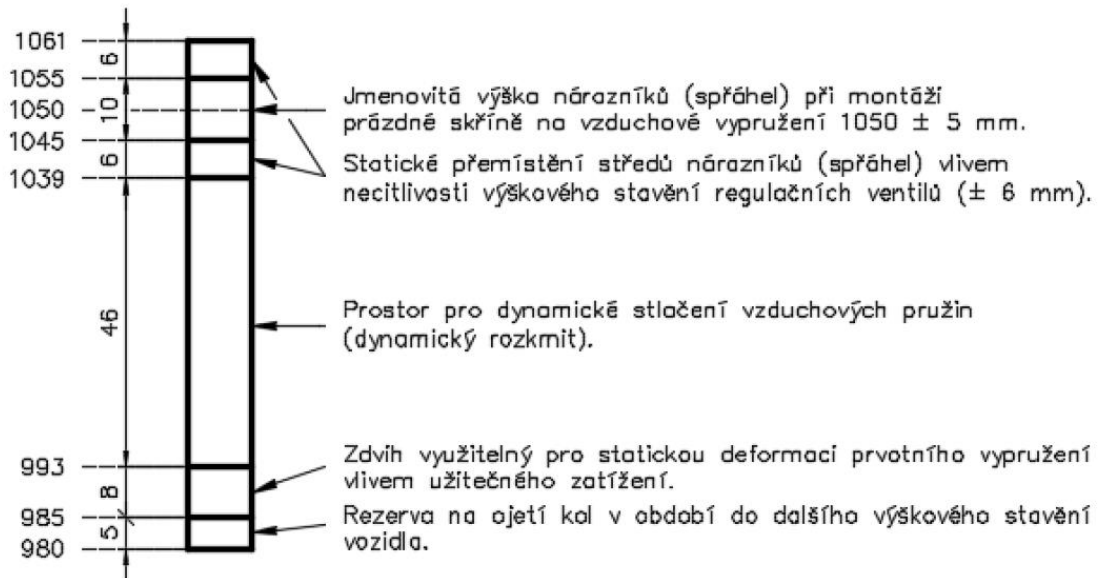 1061
6
1055
10
1050
1045
6
1039
46
993
8
985
5
980
Jmenovitá výška nárazníků (spřáhel) při montáži
prázdné skříně na vzduchové vypružení 1050 ± 5 mm.
Statické přemístění středů nárazníků (spřáhel) vlivem
necitlivosti výškového stavění regulačních ventilů (± 6 mm).
Prostor pro dynamické stlačení vzduchových pružin
(dynamický rozkmit).
Zdvih využitelný pro statickou deformaci prvotního vypružení
vlivem užitečného zatížení.
Rezerva na ojetí kol v období do dalšího výškového stavění
vozidla.